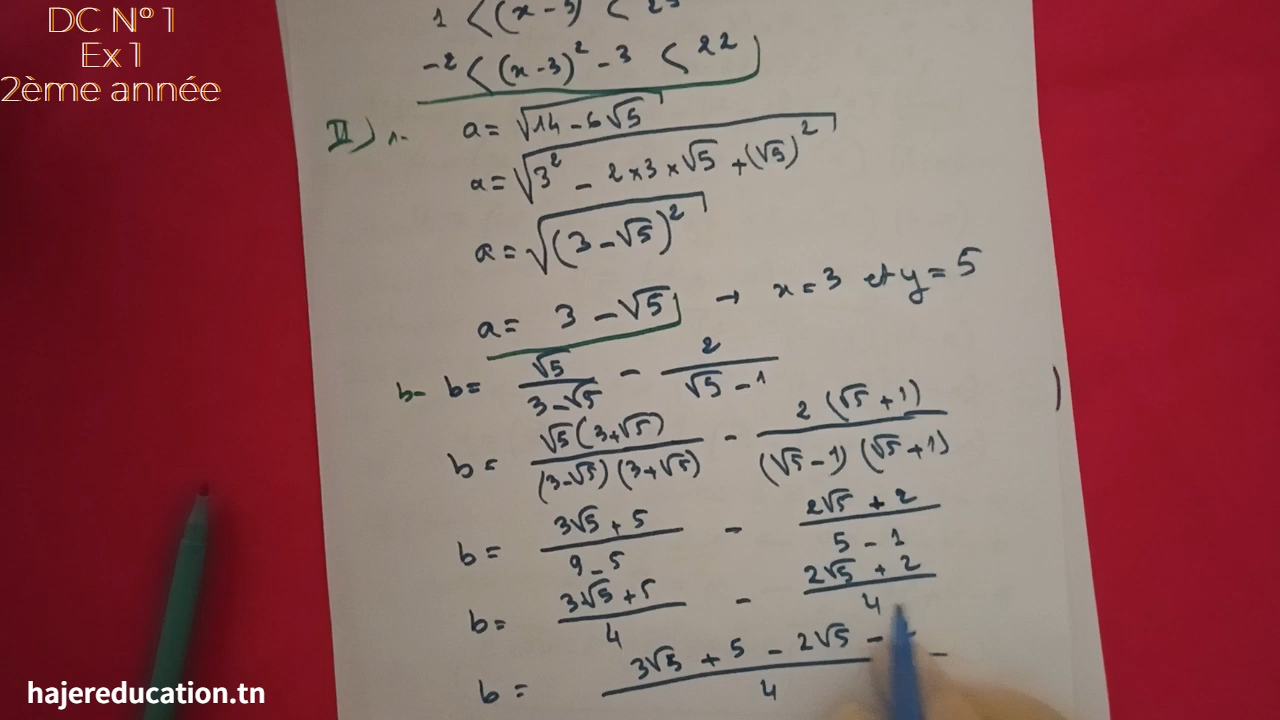 DC N° 1
Ex 1
2ème année
1 < (x - 3) <
-2 < (x-3)² - 3 < 22
II) 1-
a = √14 - 6√5
a = √3² - 2×3×√5 + (√5)²
a = √(3 - √5)²
a = 3 - √5 → x = 3 et y = 5
b- b = √5/3-√5 - 2/√5 - 1
b = √5(3+√5)/(3-√5)(3+√5) - 2(√5+1)/(√5-1)(√5+1)
b = 3√5 + 5/9-5 - 2√5 + 2/5 - 1
b = 3√5+5/4 - 2√5 + 2/4
b = 3√5 + 5 - 2√5 -/4
hajereducation.tn